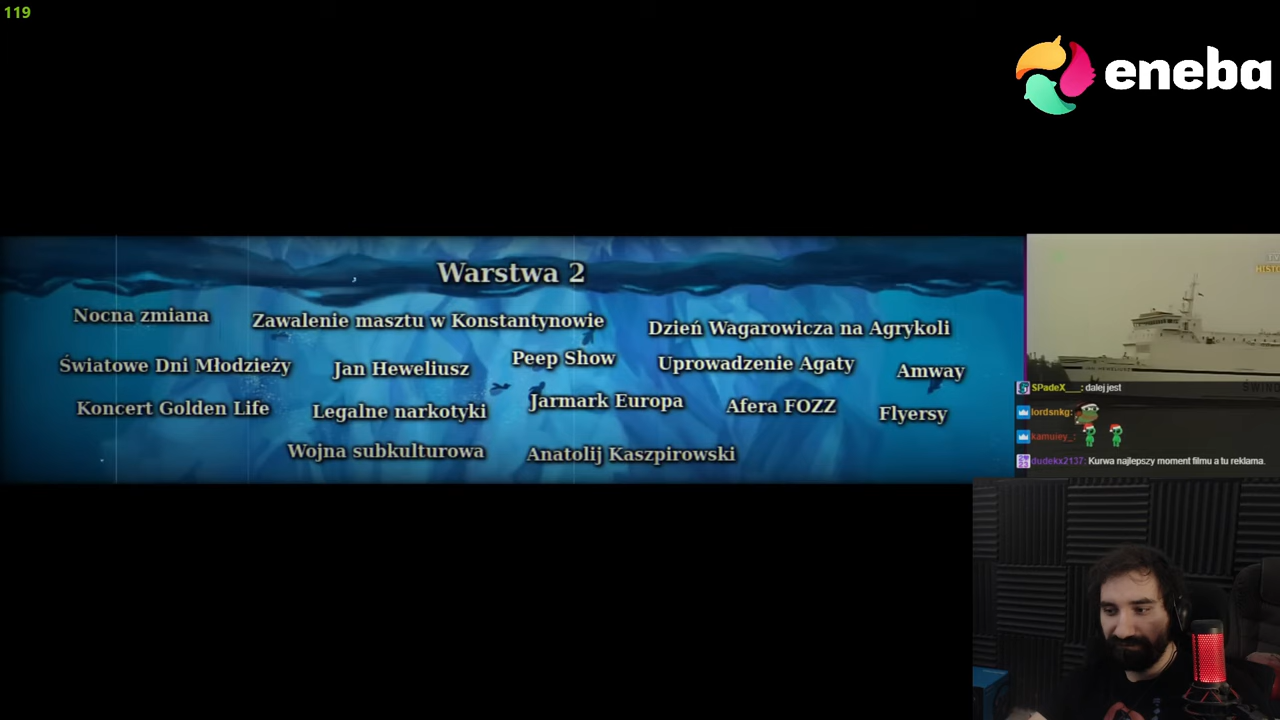 119
eneba
Warstwa 2
Nocna zmiana
Zawalenie masztu w Konstantynowie
Dzień Wagarowicza na Agrykoli
Światowe Dni Młodzieży
Jan Heweliusz
Peep Show
Uprowadzenie Agaty
Amway
Koncert Golden Life
Legalne narkotyki
Jarmark Europa
Afera FOZZ
Flyersy
Wojna subkulturowa
Anatolij Kaszpirowski
SPadeX___: dalej jest
lordsnkg:
kamuiey_:
dudekx2137: Kurwa najlepszy moment filmu a tu reklama.